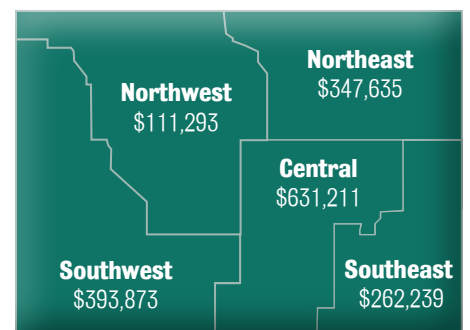 Northeast
$347,635
Northwest
$111,293
Central
$631,211
Southwest
$393,873
Southeast
$262,239